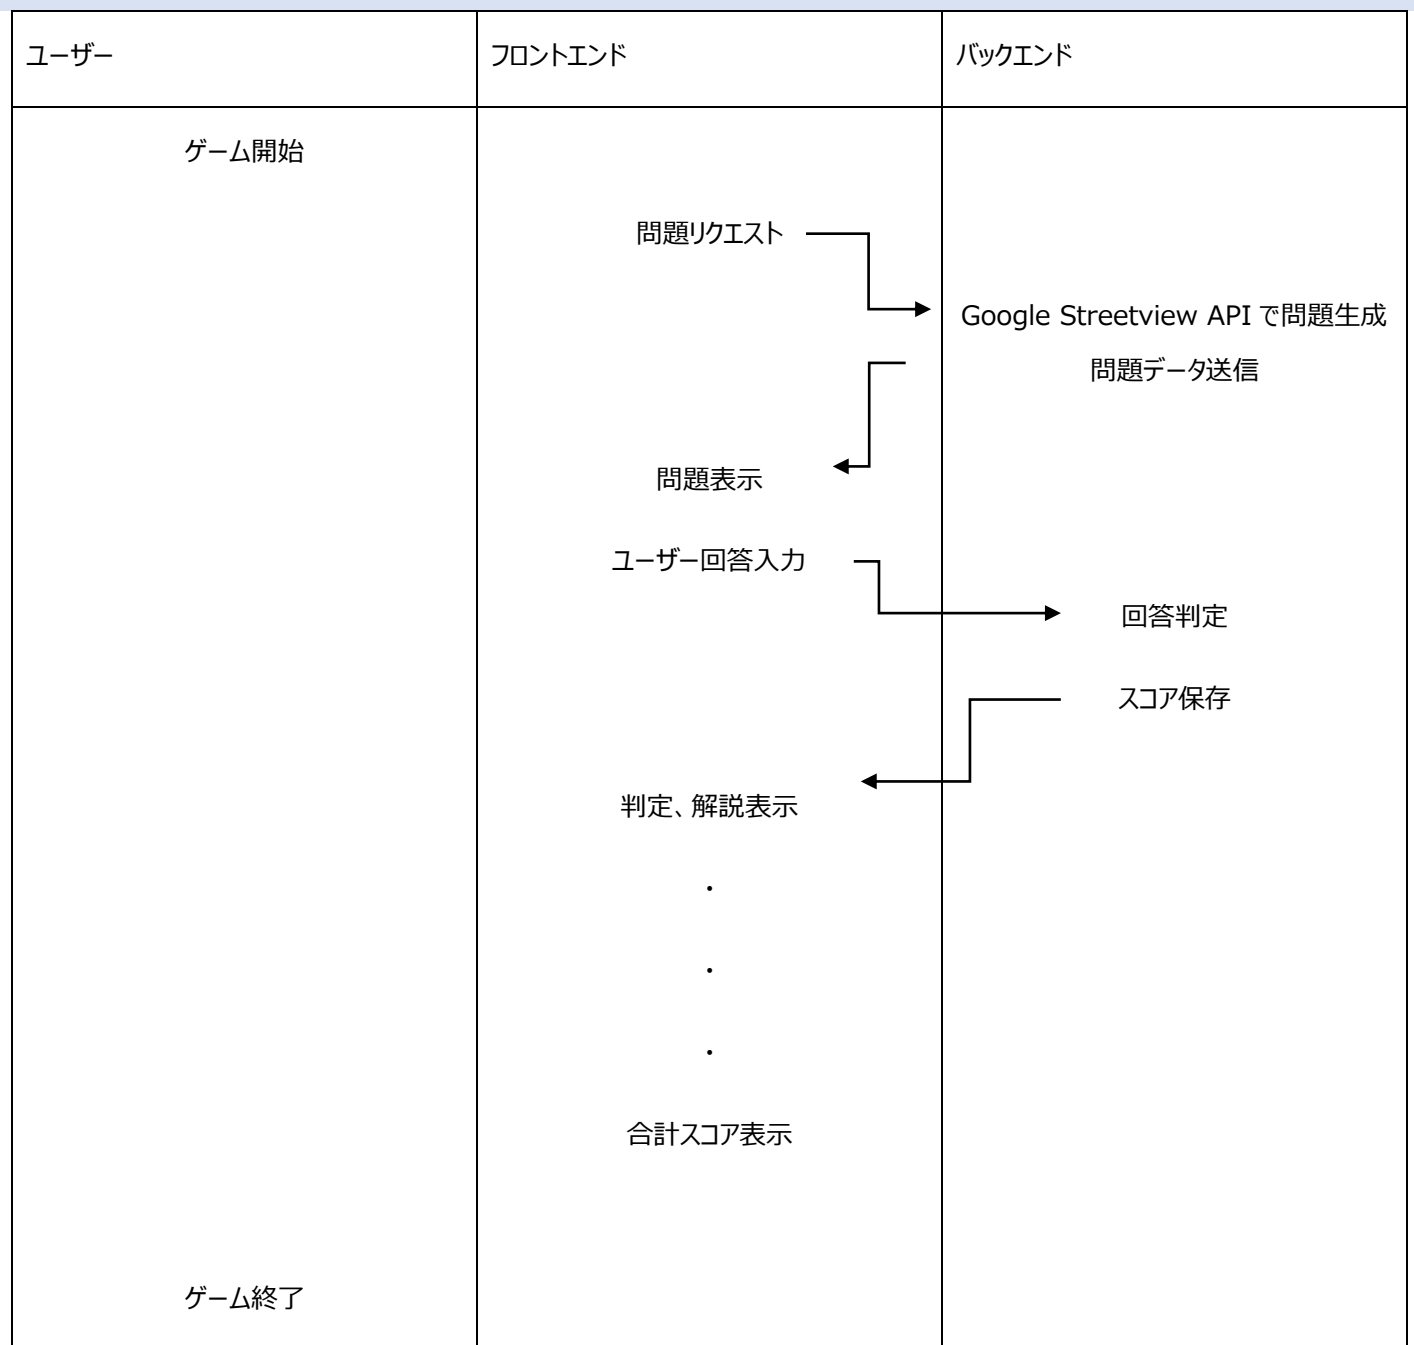 ユーザー
フロントエンド
バックエンド
ゲーム開始
問題リクエスト
Google Streetview API で問題生成
問題データ送信
問題表示
ユーザー回答入力
回答判定
スコア保存
判定、解説表示
・
・
・
合計スコア表示
ゲーム終了